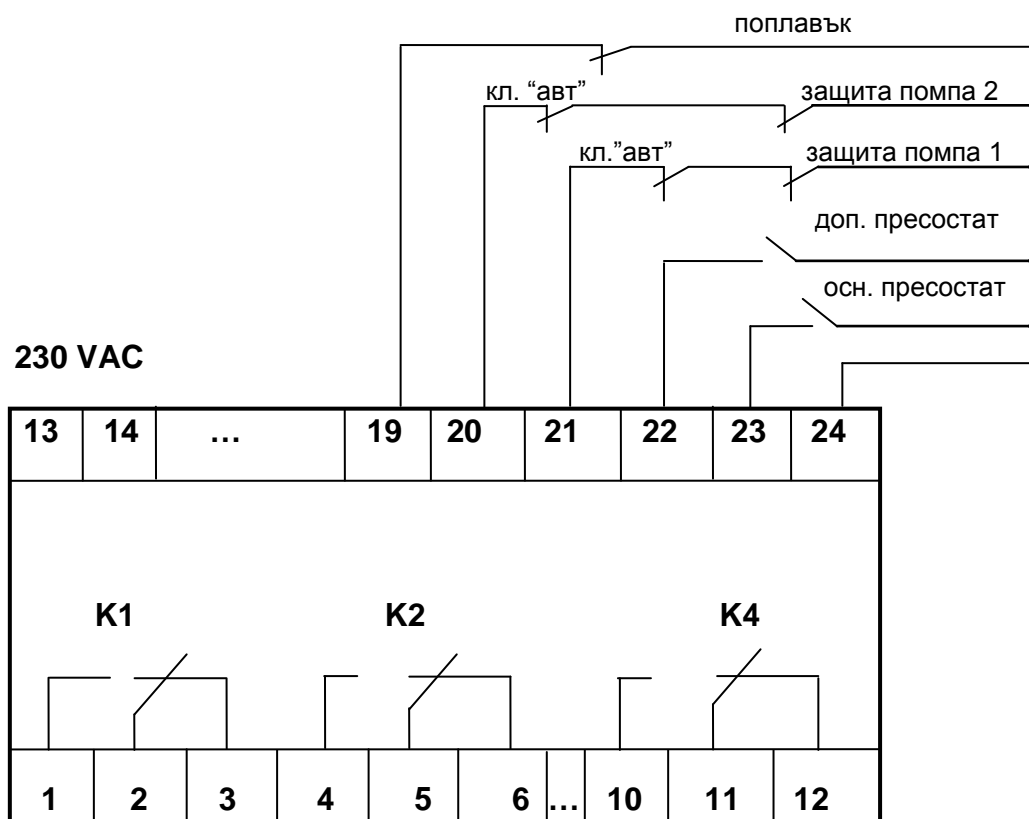 поплавък
кл. “авт” защита помпа 2
кл.”авт” защита помпа 1
доп. пресостат
осн. пресостат
230 VAC
13 14 ... 19 20 21 22 23 24
K1 K2 K4
1 2 3 4 5 6 ... 10 11 12